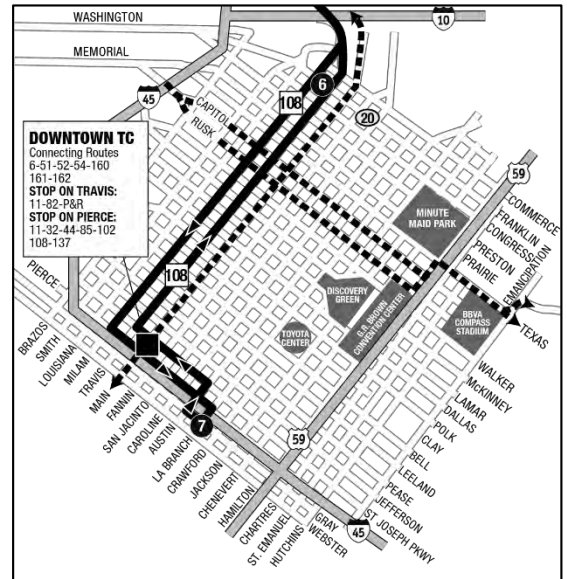 WASHINGTON
MEMORIAL
10
45
CAPITOL
RUSK
6
108
20
DOWNTOWN TC
Connecting Routes
6-51-52-54-160
161-162
STOP ON TRAVIS:
11-82-P&R
STOP ON PIERCE:
11-32-44-85-102
108-137
59
MINUTE
MAID PARK
COMMERCE
FRANKLIN
CONGRESS
PRESTON
PRAIRIE
EMANCIPATION
TEXAS
108
DISCOVERY
GREEN
G.R. BROWN
CONVENTION CENTER
TOYOTA
CENTER
BBVA
COMPASS
STADIUM
PIERCE
BRAZOS
SMITH
LOUISIANA
MILAM
TRAVIS
MAIN
FANNIN
SAN JACINTO
CAROLINE
AUSTIN
LA BRANCH
CRAWFORD
JACKSON
CHENEVERT
HAMILTON
CHARTRES
ST. EMANUEL
HUTCHINS
7
59
45
WALKER
McKINNEY
LAMAR
DALLAS
POLK
CLAY
BELL
LEELAND
PEASE
JEFFERSON
ST JOSEPH PKWY
GRAY
WEBSTER